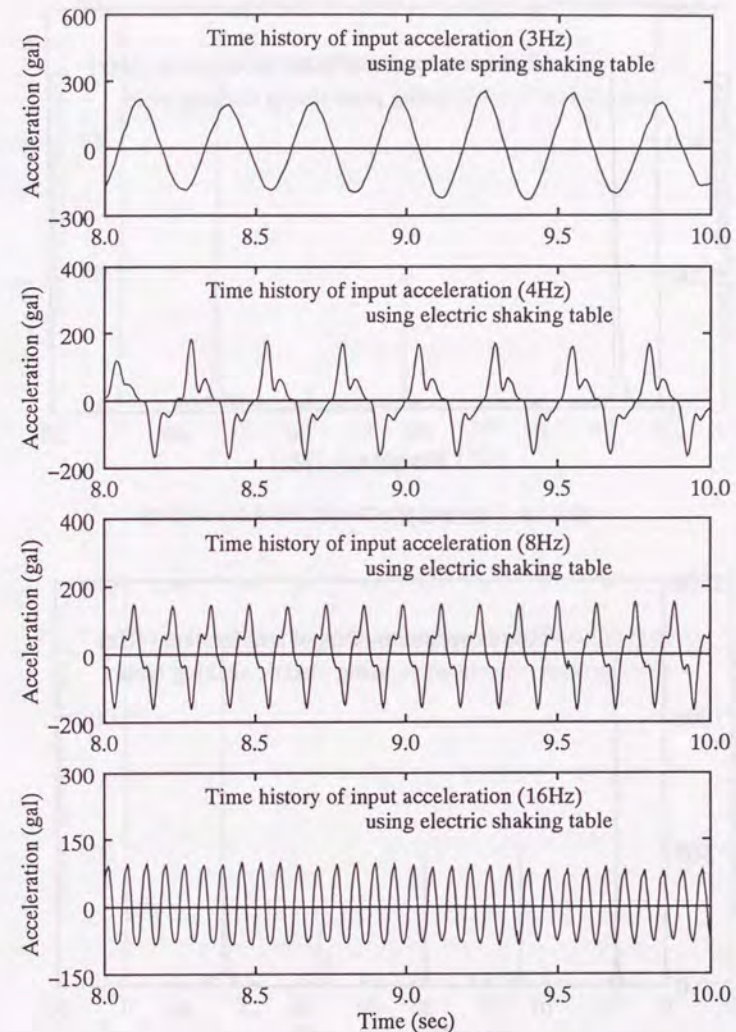 600
Time history of input acceleration (3Hz)
using plate spring shaking table
300
0
−300
Acceleration (gal)
8.0 8.5 9.0 9.5 10.0
400
Time history of input acceleration (4Hz)
using electric shaking table
200
0
−200
Acceleration (gal)
8.0 8.5 9.0 9.5 10.0
400
Time history of input acceleration (8Hz)
using electric shaking table
200
0
−200
Acceleration (gal)
8.0 8.5 9.0 9.5 10.0
300
Time history of input acceleration (16Hz)
using electric shaking table
150
0
−150
Acceleration (gal)
8.0 8.5 9.0 9.5 10.0
Time (sec)